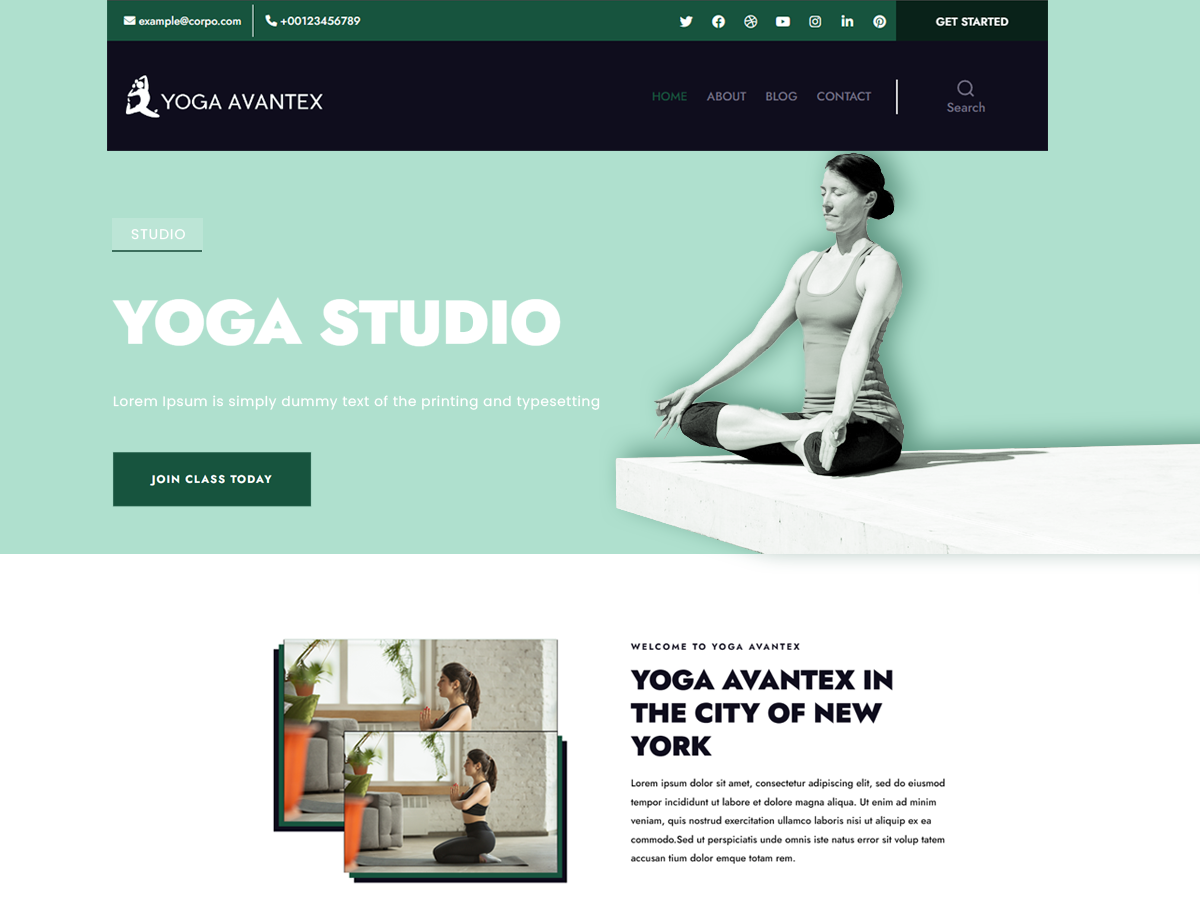 example@corpo.com +00123456789 GET STARTED
YOGA AVANTEX HOME ABOUT BLOG CONTACT Search
STUDIO
YOGA STUDIO
Lorem Ipsum is simply dummy text of the printing and typesetting
JOIN CLASS TODAY
WELCOME TO YOGA AVANTEX
YOGA AVANTEX IN
THE CITY OF NEW
YORK
Lorem ipsum dolor sit amet, consectetur adipiscing elit, sed do eiusmod
tempor incididunt ut labore et dolore magna aliqua. Ut enim ad minim
veniam, quis nostrud exercitation ullamco laboris nisi ut aliquip ex ea
commodo.Sed ut perspiciatis unde omnis iste natus error sit volup tatem
accusan tium dolor emque totam rem.